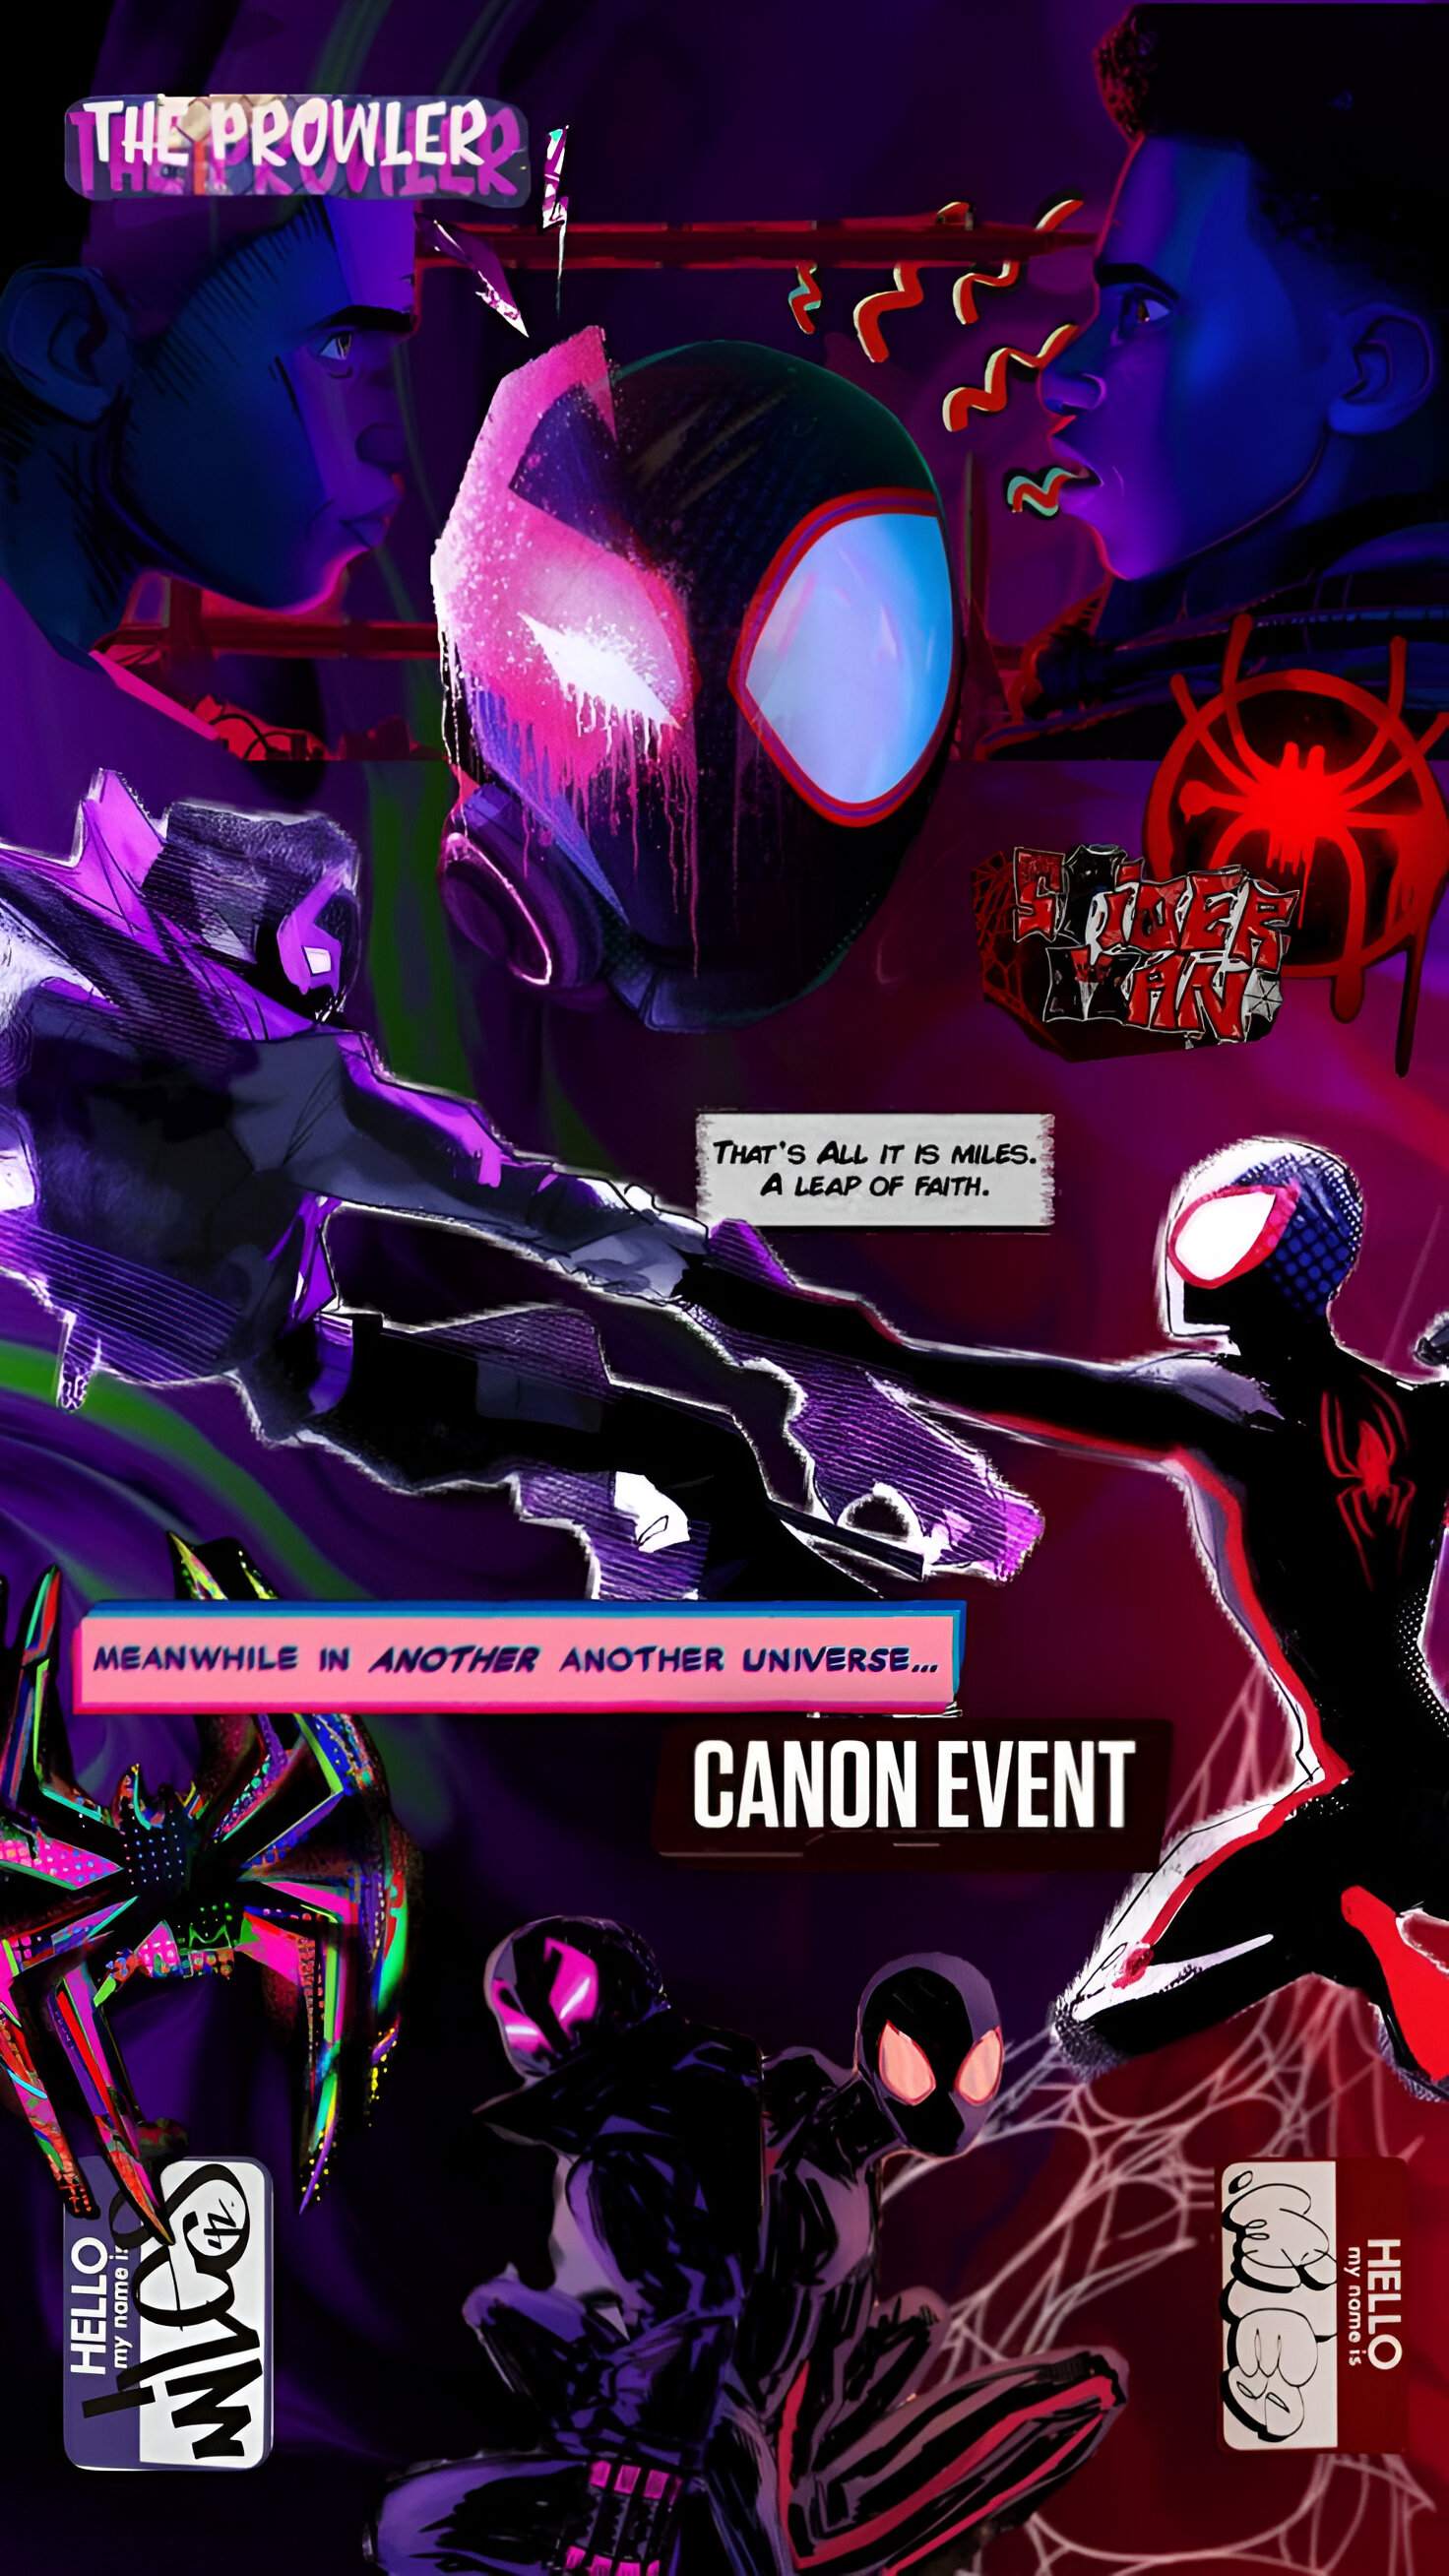 THE PROWLER
SPIDER
MAN
THAT'S ALL IT IS MILES.
A LEAP OF FAITH.
MEANWHILE IN ANOTHER ANOTHER UNIVERSE...
CANON EVENT
HELLO
my name is
HELLO
my name is